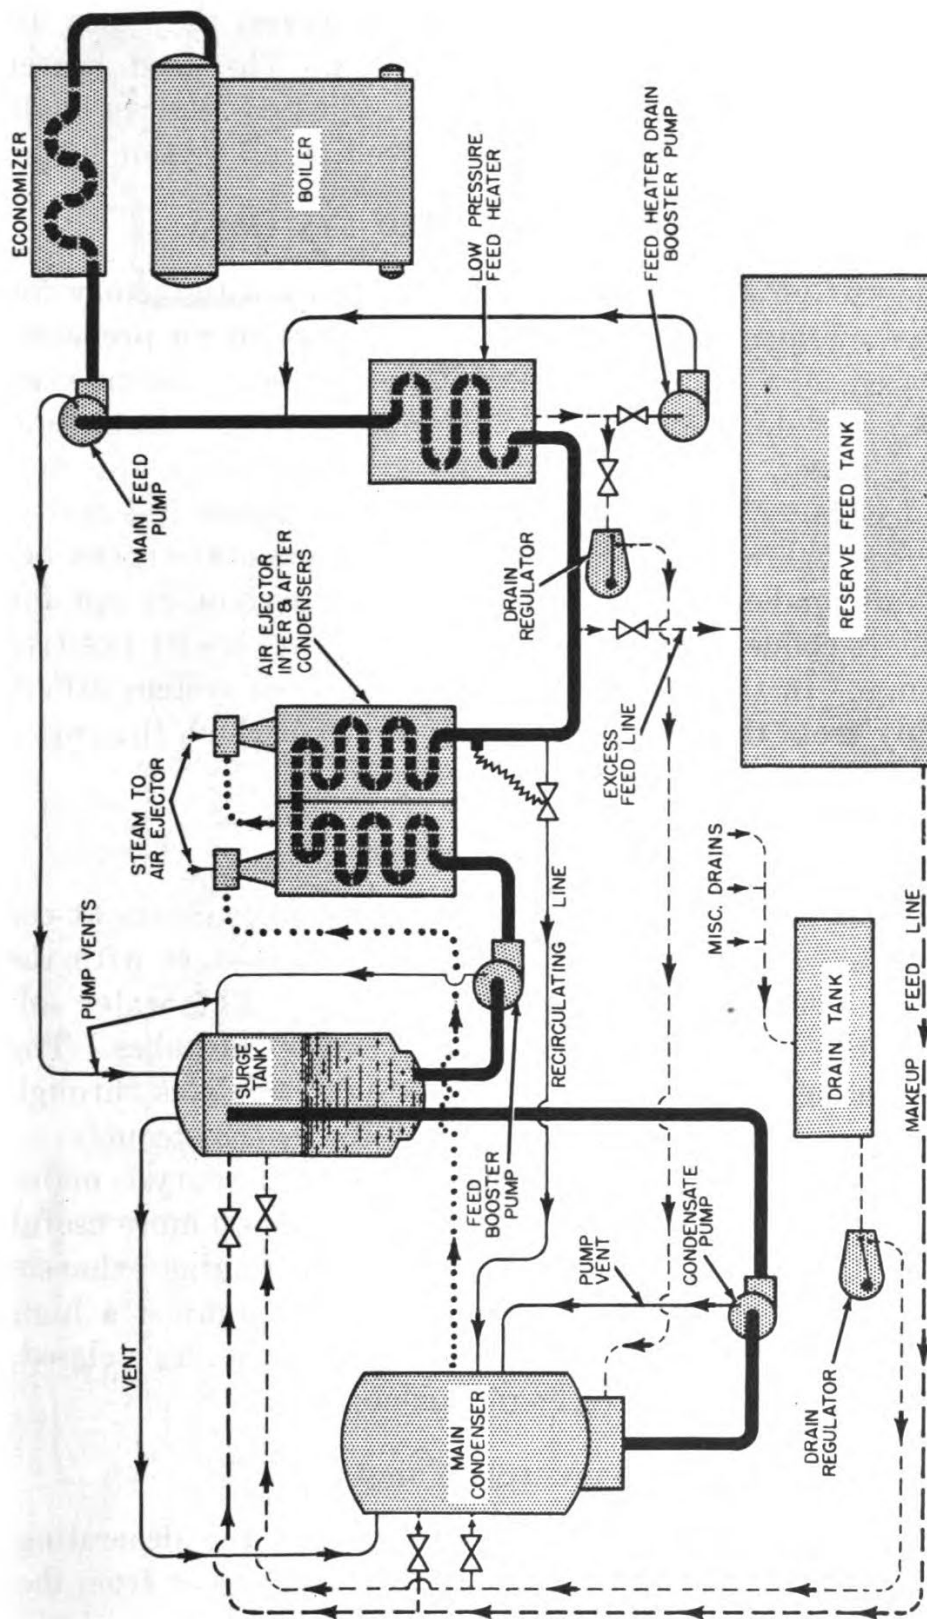 ECONOMIZER
BOILER
MAIN FEED
PUMP
LOW PRESSURE
FEED HEATER
FEED HEATER DRAIN
BOOSTER PUMP
STEAM TO
AIR EJECTOR
AIR EJECTOR
INTER & AFTER
CONDENSERS
DRAIN
REGULATOR
EXCESS
FEED LINE
RESERVE FEED TANK
PUMP VENTS
SURGE
TANK
FEED
BOOSTER
PUMP
RECIRCULATING LINE
MISC. DRAINS
DRAIN TANK
MAKEUP FEED LINE
VENT
MAIN
CONDENSER
PUMP
VENT
CONDENSATE
PUMP
DRAIN
REGULATOR